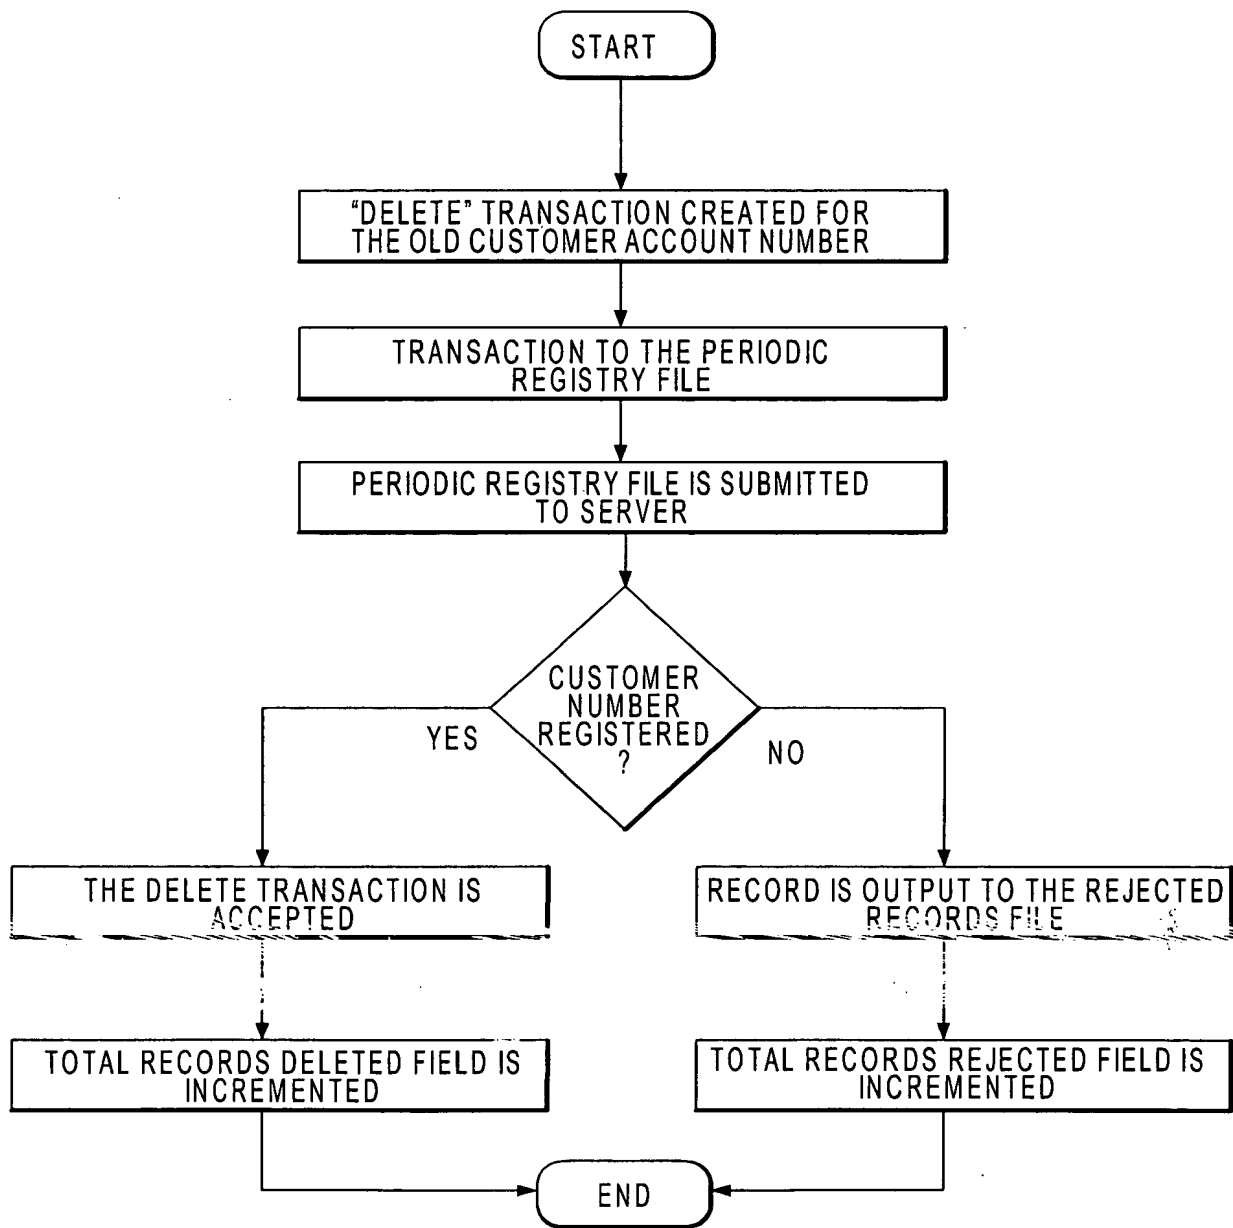 START
“DELETE” TRANSACTION CREATED FOR
THE OLD CUSTOMER ACCOUNT NUMBER
TRANSACTION TO THE PERIODIC
REGISTRY FILE
PERIODIC REGISTRY FILE IS SUBMITTED
TO SERVER
CUSTOMER
NUMBER
REGISTERED
?
YES
NO
THE DELETE TRANSACTION IS
ACCEPTED
RECORD IS OUTPUT TO THE REJECTED
RECORDS FILE
TOTAL RECORDS DELETED FIELD IS
INCREMENTED
TOTAL RECORDS REJECTED FIELD IS
INCREMENTED
END